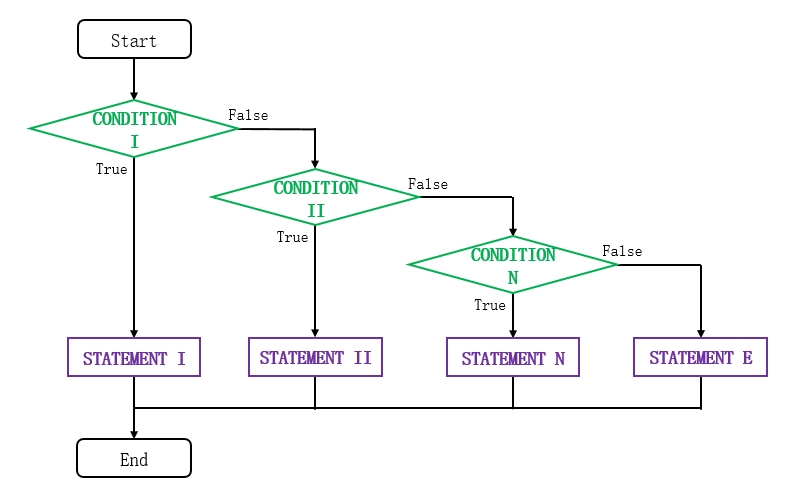 Start
CONDITION
I
False
True
CONDITION
II
False
True
CONDITION
N
False
True
STATEMENT I
STATEMENT II
STATEMENT N
STATEMENT E
End